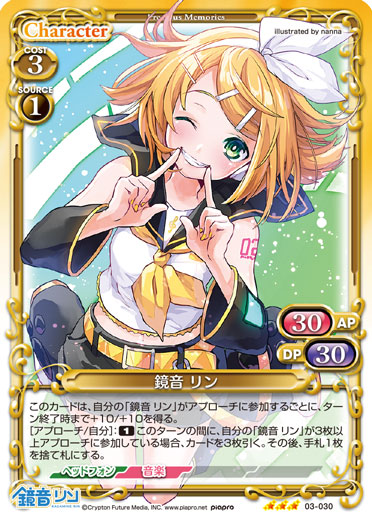 Precious Memories
Character
illustrated by nanna
COST
3
SOURCE
1
02
30 AP
DP 30
鏡音 リン
このカードは、自分の「鏡音 リン」がアプローチに参加するごとに、ター
ン終了時まで+10/+10を得る。
[アプローチ/自分]:1このターンの間に、自分の「鏡音 リン」が3枚以
上アプローチに参加している場合、カードを3枚引く。その後、手札1枚
を捨て札にする。
ヘッドフォン 音楽
鏡音リン
KAGAMINE RIN
©Crypton Future Media, INC. www.piapro.net piapro
03-030